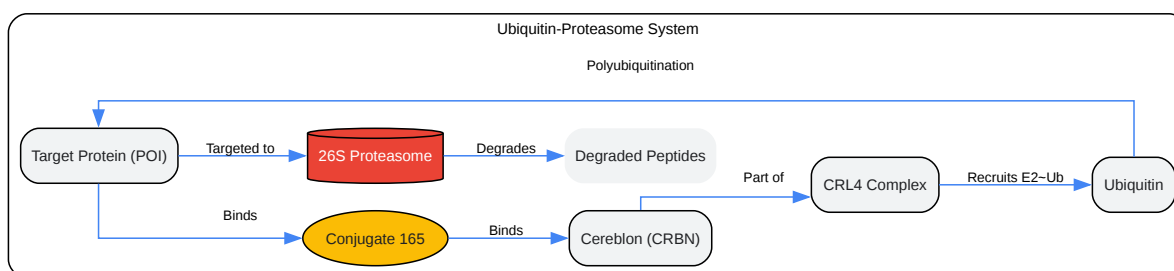 Ubiquitin-Proteasome System
Polyubiquitination
Target Protein (POI)
Targeted to
26S Proteasome
Degrades
Degraded Peptides
Part of
CRL4 Complex
Recruits E2~Ub
Ubiquitin
Binds
Conjugate 165
Binds
Cereblon (CRBN)